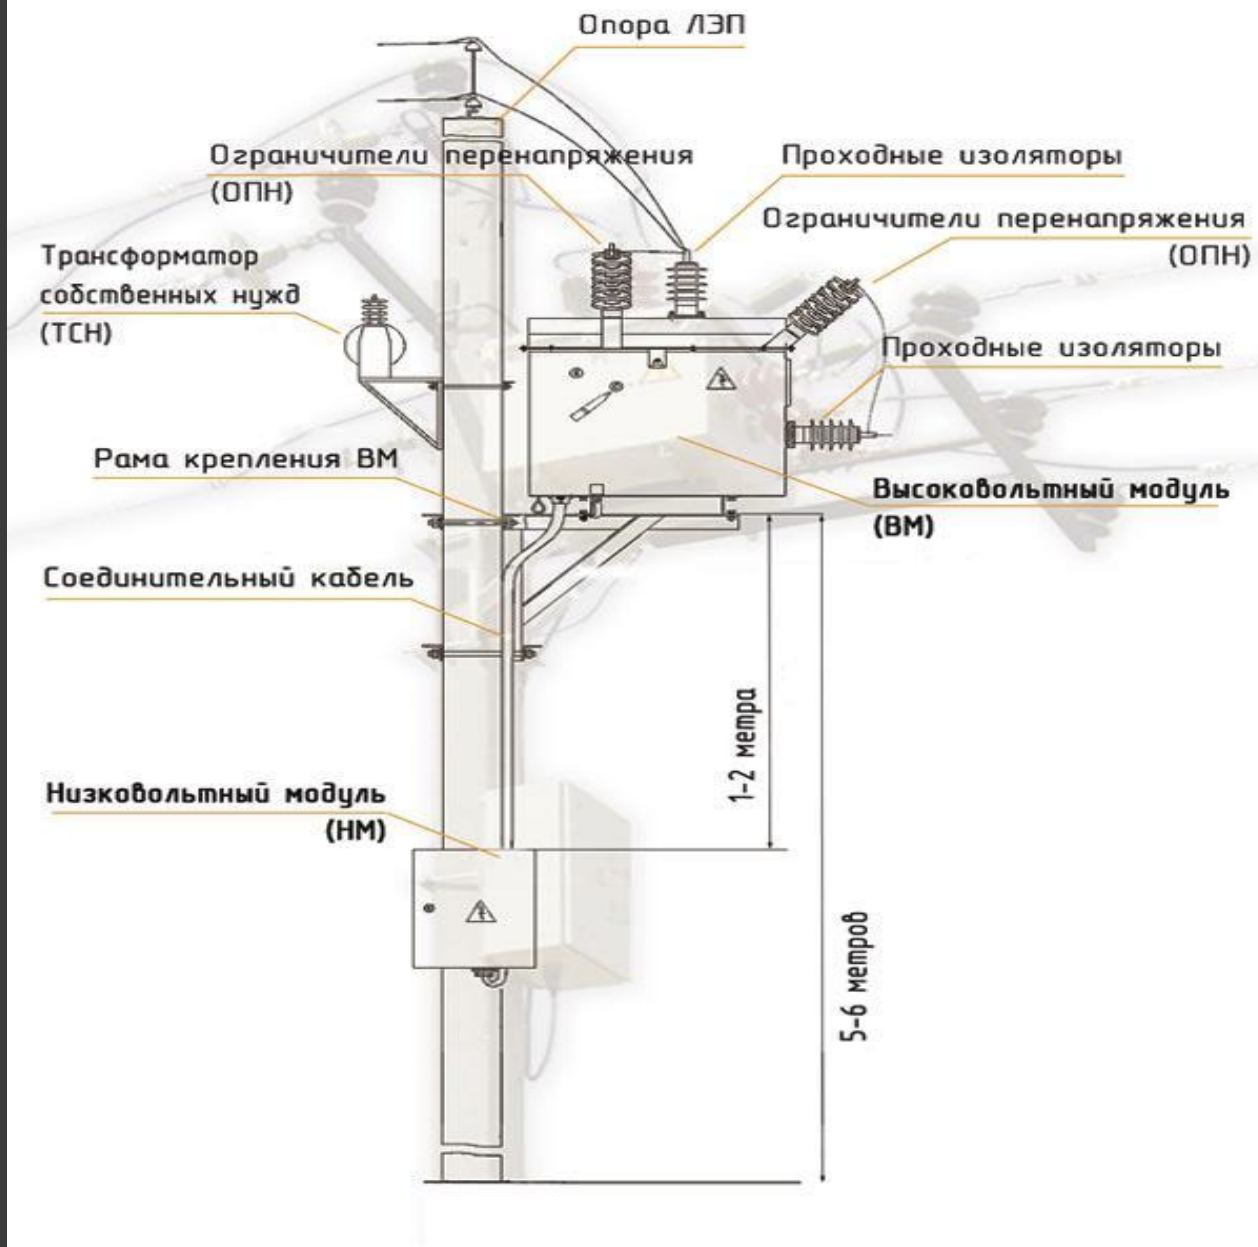 Опора ЛЭП
Ограничители перенапряжения
(ОПН)
Проходные изоляторы
Ограничители перенапряжения
(ОПН)
Трансформатор
собственных нужд
(ТСН)
Проходные изоляторы
Рама крепления ВМ
Высоковольтный модуль
(ВМ)
Соединительный кабель
1-2 метра
Низковольтный модуль
(НМ)
5-6 метров